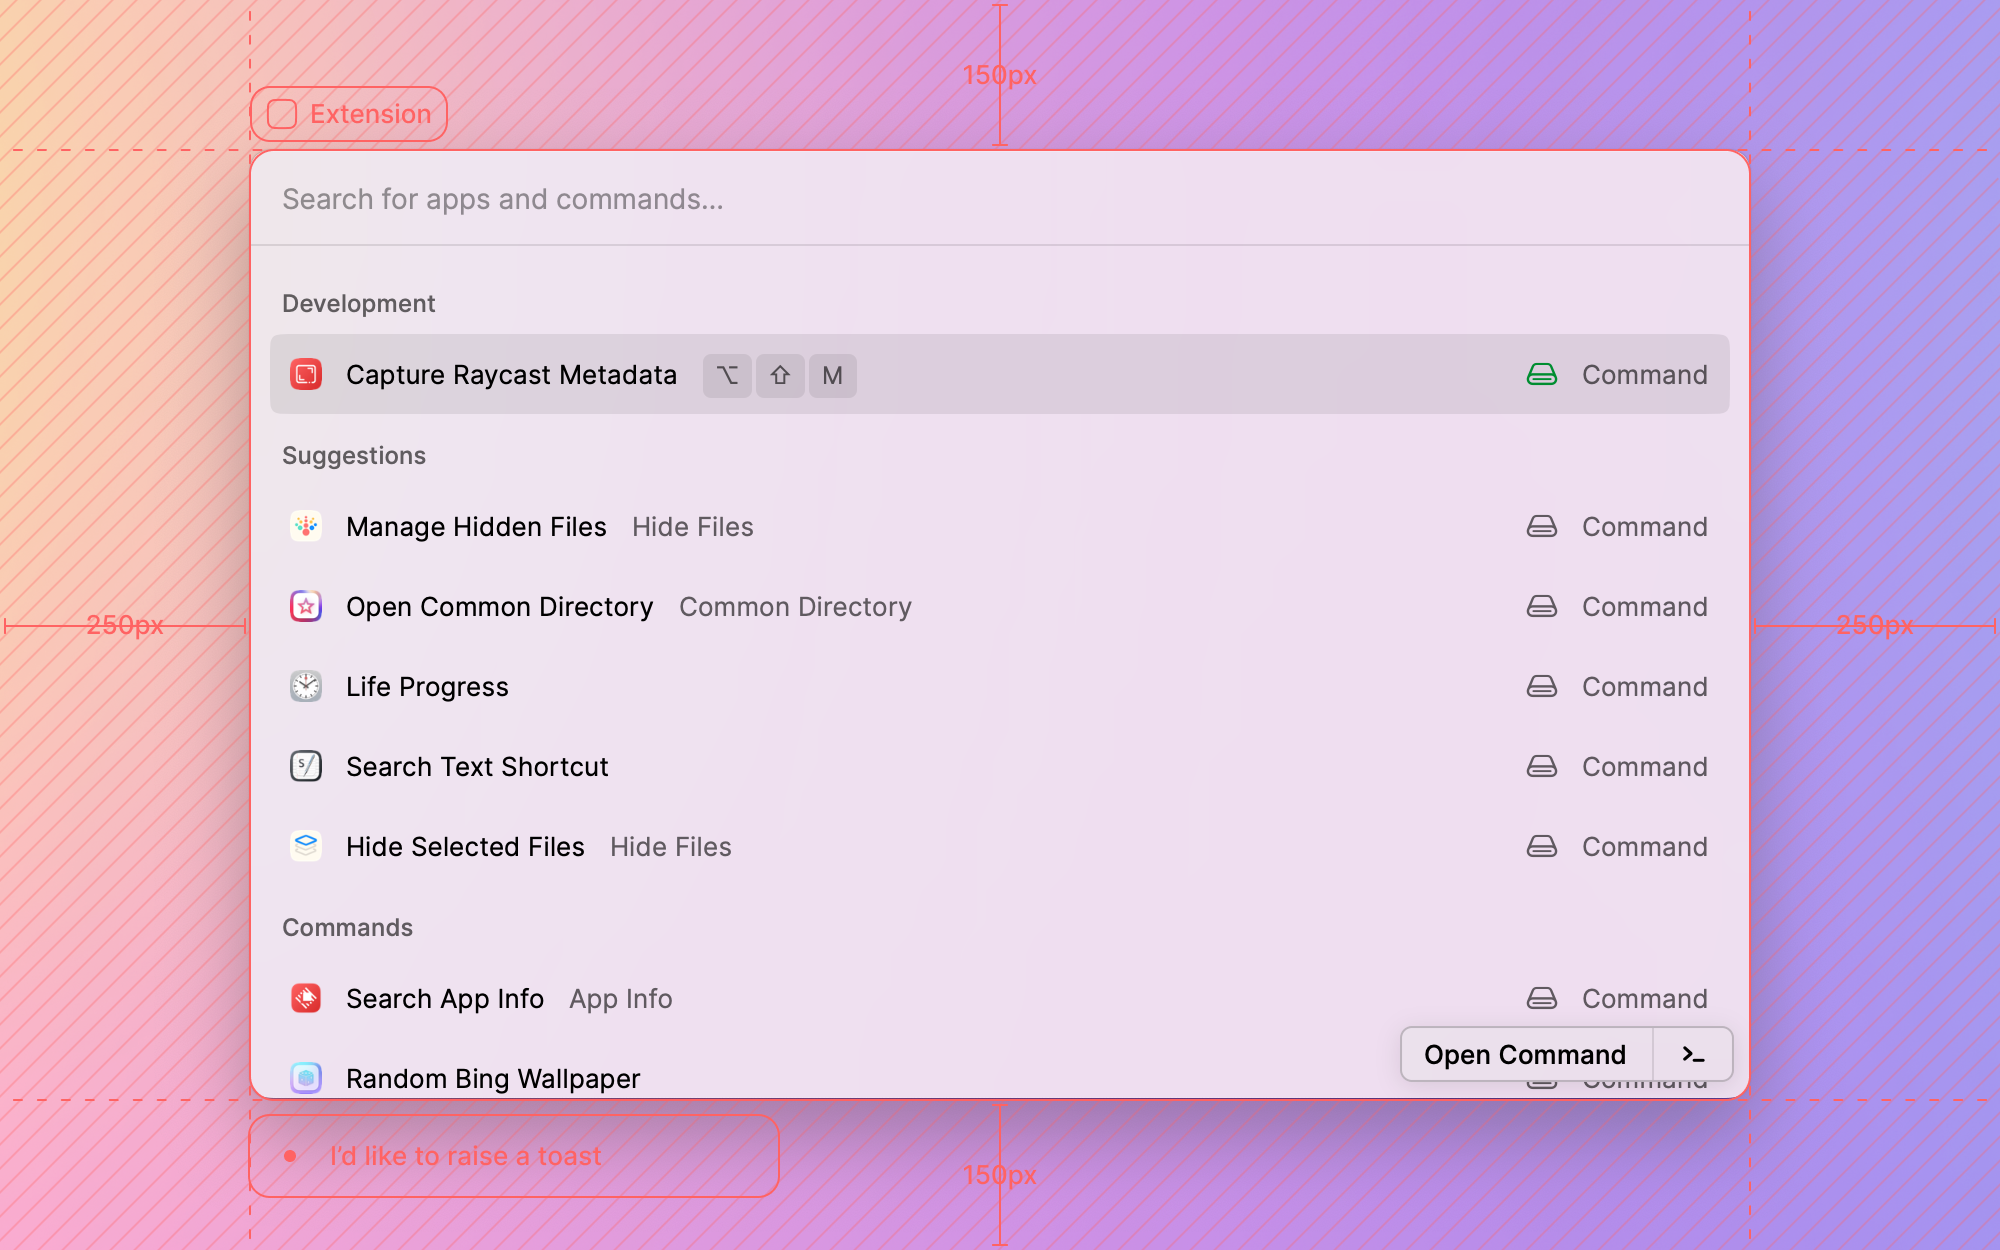 150px
Extension
Search for apps and commands...
Development
Capture Raycast Metadata ⌥ ⇧ M Command
Suggestions
Manage Hidden Files Hide Files Command
Open Common Directory Common Directory Command
250px
250px
Life Progress Command
Search Text Shortcut Command
Hide Selected Files Hide Files Command
Commands
Search App Info App Info Command
Open Command >_
Random Bing Wallpaper Command
I'd like to raise a toast
150px